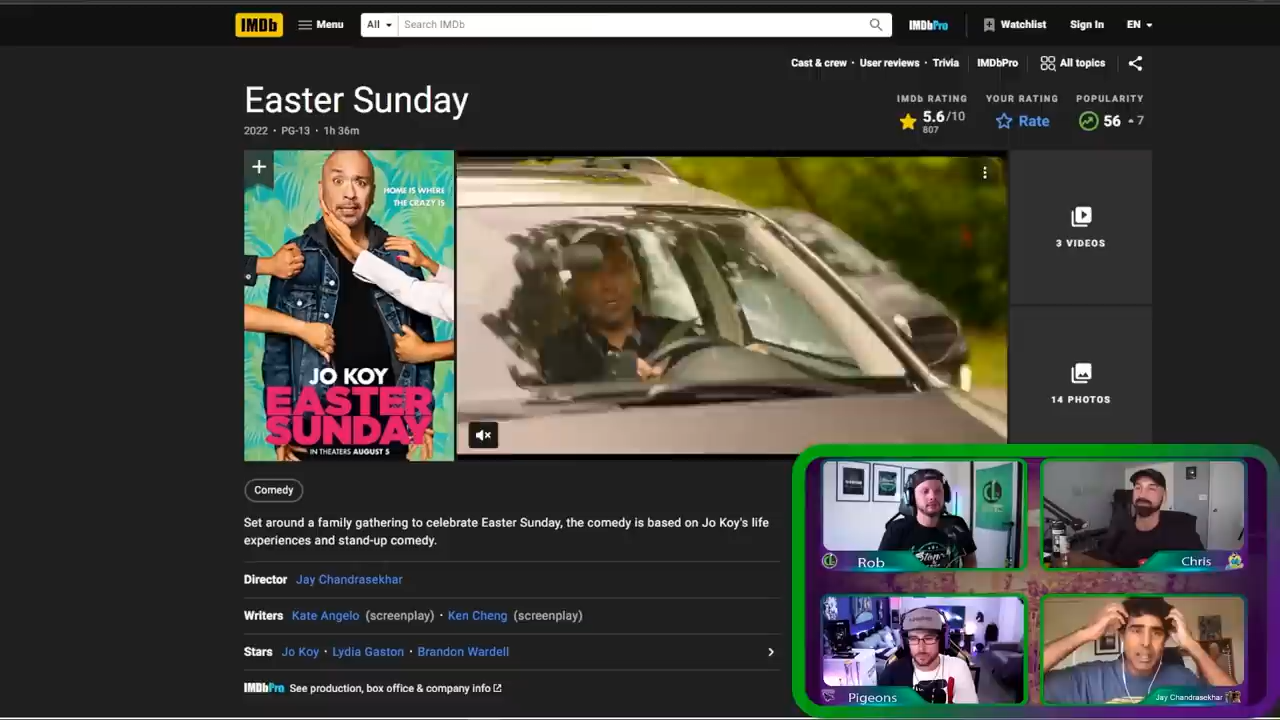 IMDb
Menu
All
Search IMDb
IMDbPro
Watchlist
Sign In
EN
Cast & crew · User reviews · Trivia
IMDbPro
All topics
Easter Sunday
2022 · PG-13 · 1h 36m
IMDb RATING
5.6/10
807
YOUR RATING
Rate
POPULARITY
56
7
HOME IS WHERE
THE CRAZY IS
JO KOY
EASTER
SUNDAY
IN THEATERS AUGUST 5
3 VIDEOS
14 PHOTOS
Comedy
Set around a family gathering to celebrate Easter Sunday, the comedy is based on Jo Koy's life
experiences and stand-up comedy.
Director Jay Chandrasekhar
Writers Kate Angelo (screenplay) · Ken Cheng (screenplay)
Stars Jo Koy · Lydia Gaston · Brandon Wardell
IMDbPro See production, box office & company info
Rob
Chris
Pigeons
Jay Chandrasekhar